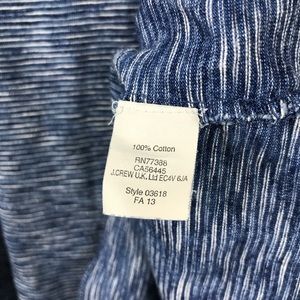 100% Cotton
RN77388
CA56445
J.CREW U.K. Ltd EC4V 6JA
Style 03618
FA 13